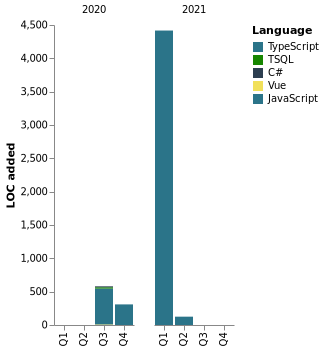 2020 2021
Language
TypeScript
TSQL
C#
Vue
JavaScript
LOC added
4,500
4,000
3,500
3,000
2,500
2,000
1,500
1,000
500
0
Q1 Q2 Q3 Q4 Q1 Q2 Q3 Q4